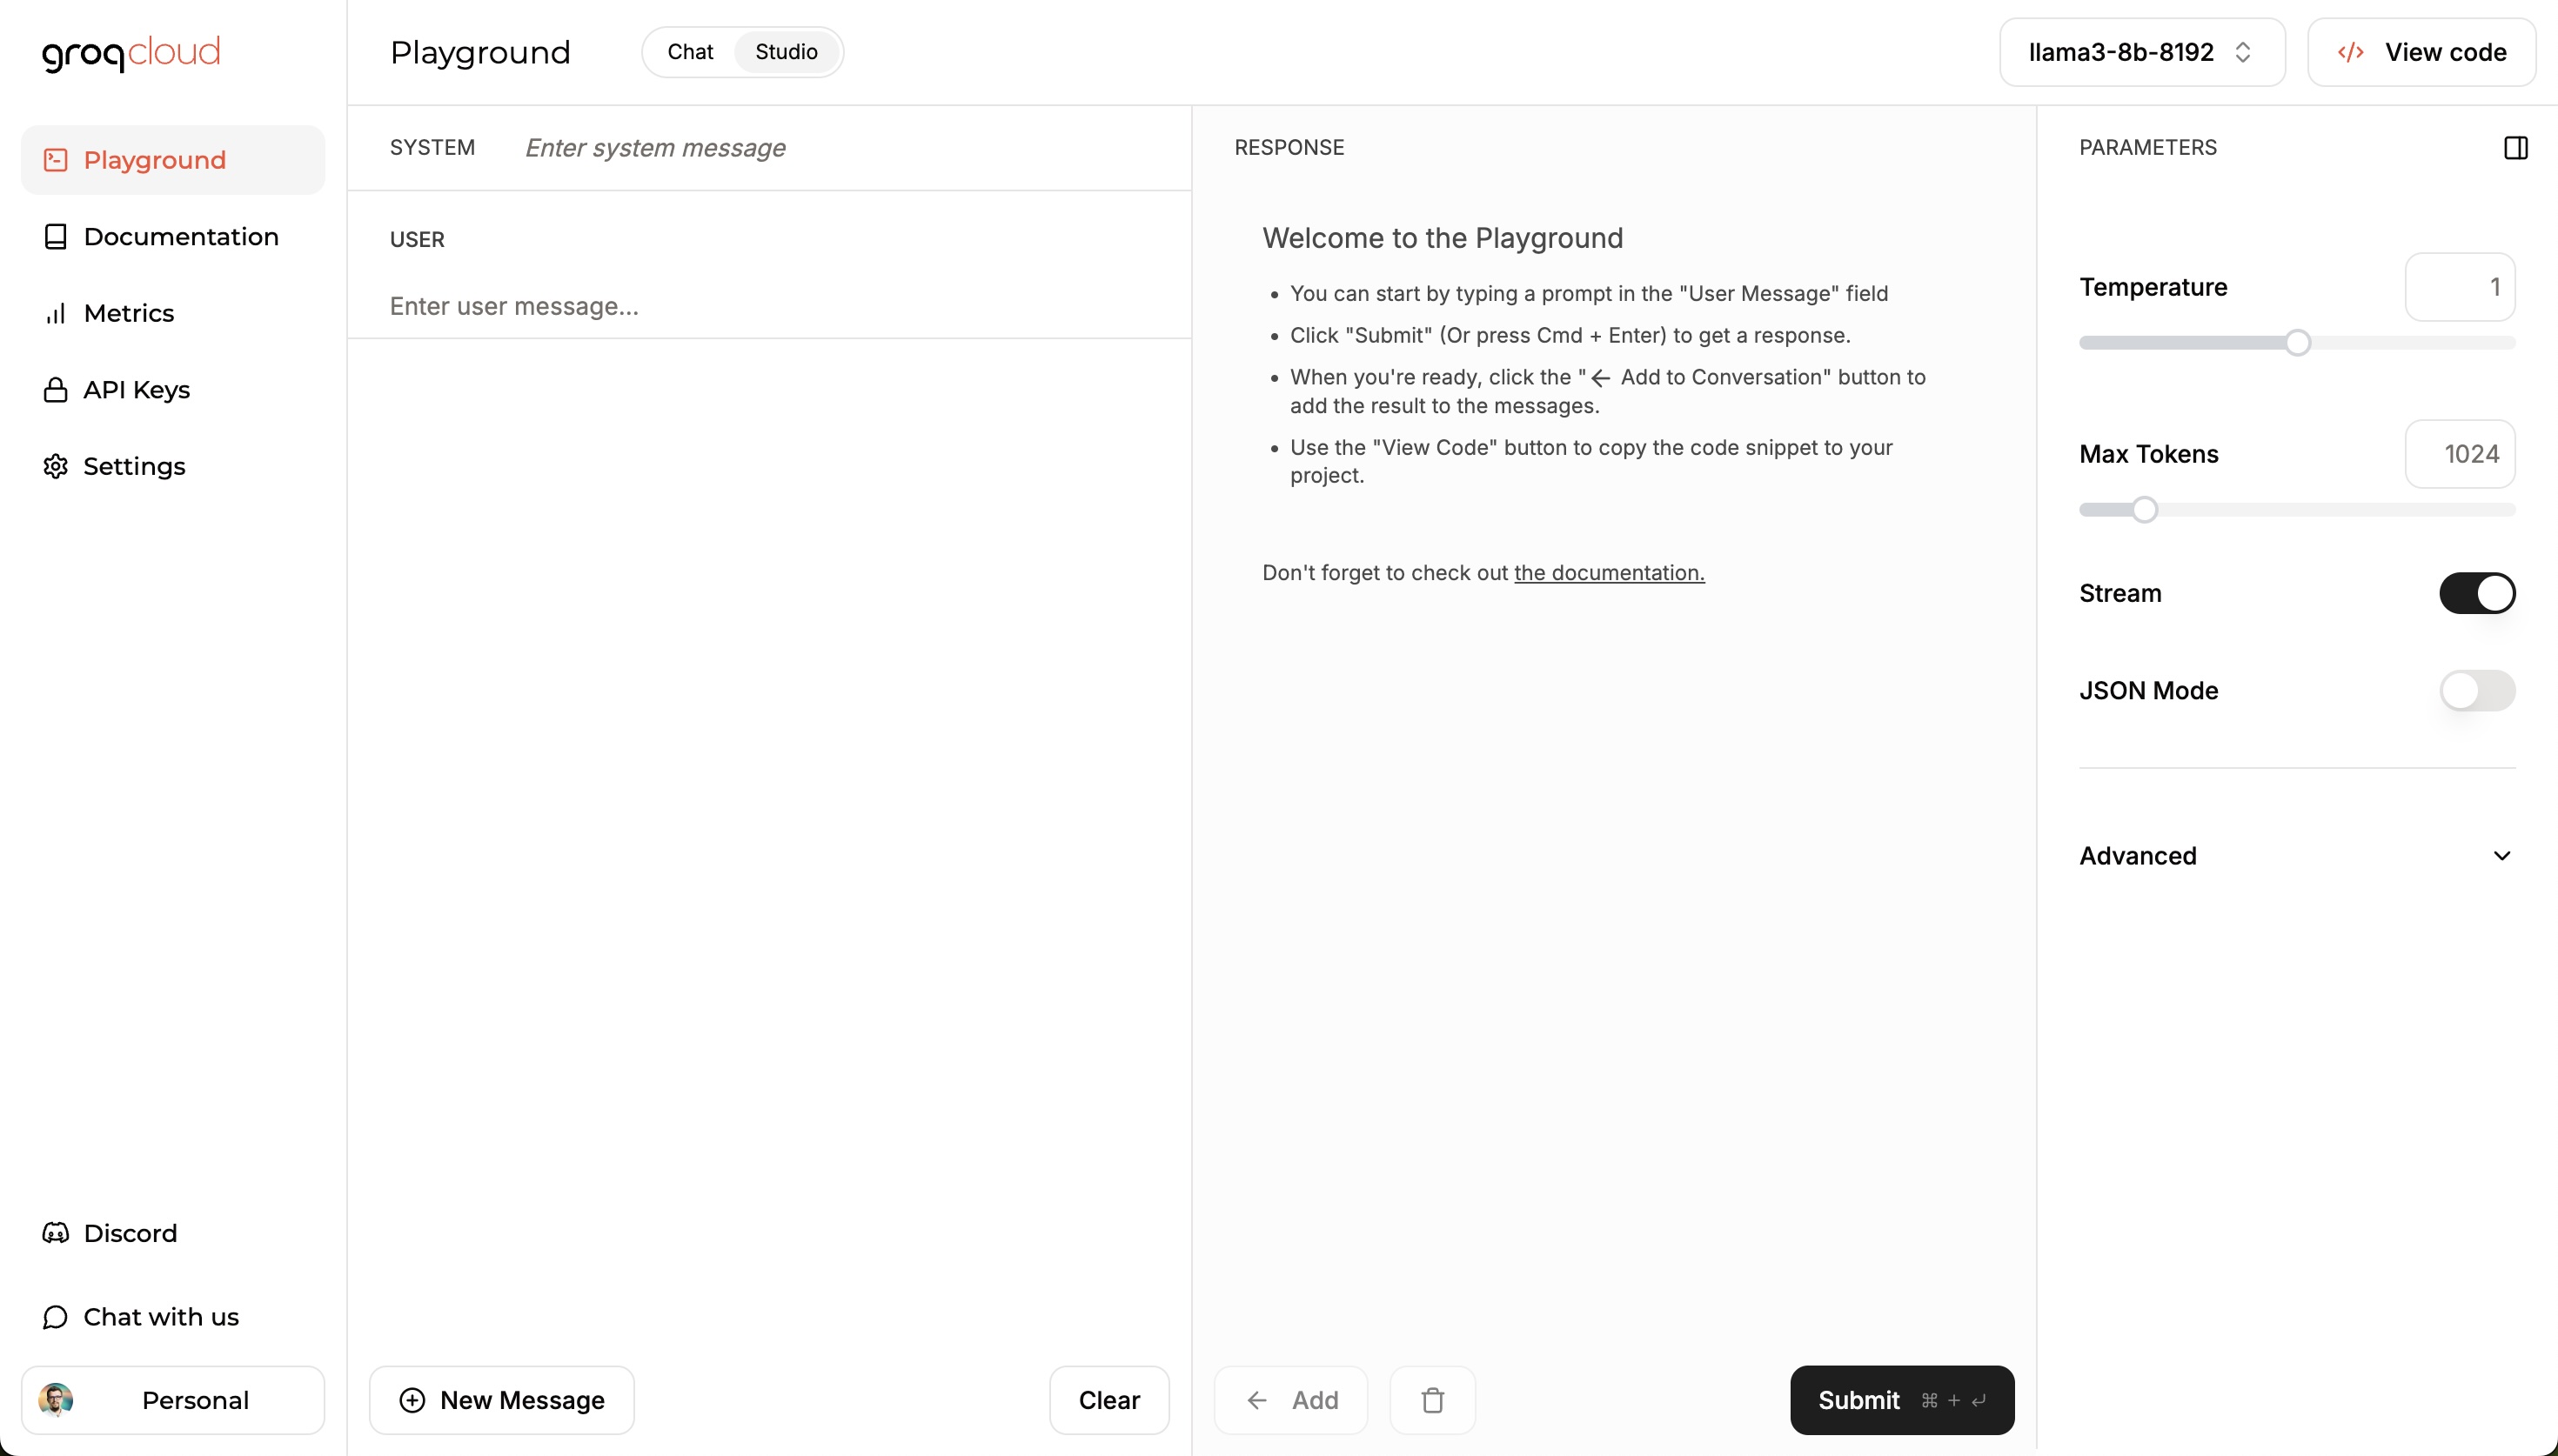 groqcloud
Playground
Documentation
Metrics
API Keys
Settings
Discord
Chat with us
Personal
Playground
Chat
Studio
llama3-8b-8192
</> View code
SYSTEM
Enter system message
USER
Enter user message...
New Message
Clear
RESPONSE
Welcome to the Playground
• You can start by typing a prompt in the "User Message" field
• Click "Submit" (Or press Cmd + Enter) to get a response.
• When you're ready, click the "← Add to Conversation" button to
add the result to the messages.
• Use the "View Code" button to copy the code snippet to your
project.
Don't forget to check out the documentation.
← Add
Submit ⌘ + ↵
PARAMETERS
Temperature
1
Max Tokens
1024
Stream
JSON Mode
Advanced